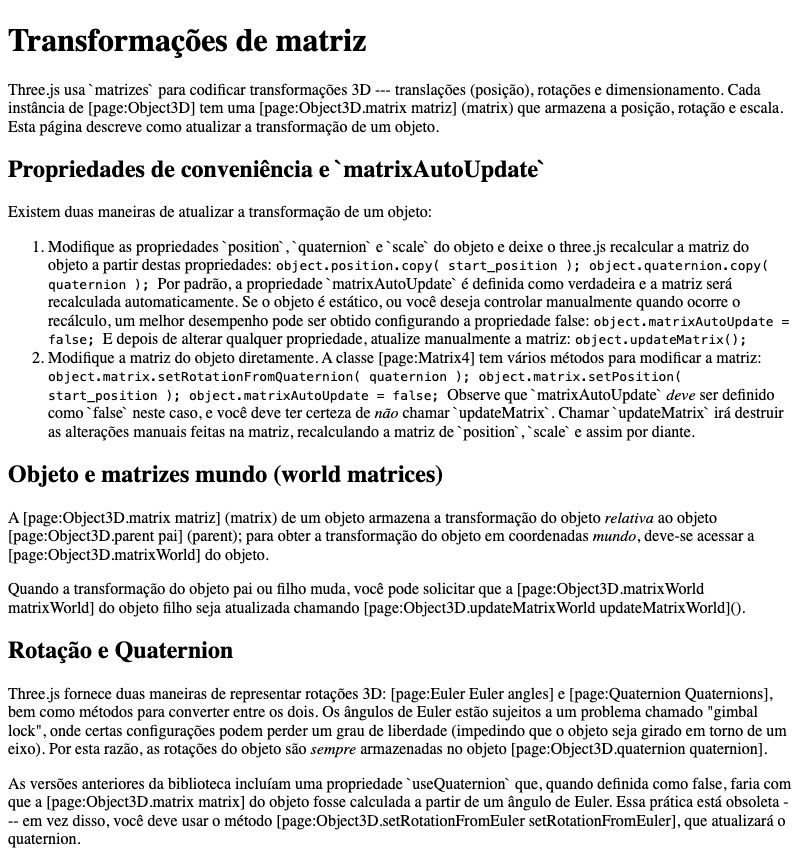 Transformações de matriz
Three.js usa `matrizes` para codificar transformações 3D --- translações (posição), rotações e dimensionamento. Cada
instância de [page:Object3D] tem uma [page:Object3D.matrix matriz] (matrix) que armazena a posição, rotação e escala.
Esta página descreve como atualizar a transformação de um objeto.
Propriedades de conveniência e `matrixAutoUpdate`
Existem duas maneiras de atualizar a transformação de um objeto:
1. Modifique as propriedades `position`, `quaternion` e `scale` do objeto e deixe o three.js recalcular a matriz do
objeto a partir destas propriedades: object.position.copy( start_position ); object.quaternion.copy(
quaternion ); Por padrão, a propriedade `matrixAutoUpdate` é definida como verdadeira e a matriz será
recalculada automaticamente. Se o objeto é estático, ou você deseja controlar manualmente quando ocorre o
recálculo, um melhor desempenho pode ser obtido configurando a propriedade false: object.matrixAutoUpdate =
false; E depois de alterar qualquer propriedade, atualize manualmente a matriz: object.updateMatrix();
2. Modifique a matriz do objeto diretamente. A classe [page:Matrix4] tem vários métodos para modificar a matriz:
object.matrix.setRotationFromQuaternion( quaternion ); object.matrix.setPosition(
start_position ); object.matrixAutoUpdate = false; Observe que `matrixAutoUpdate` deve ser definido
como `false` neste caso, e você deve ter certeza de não chamar `updateMatrix`. Chamar `updateMatrix` irá destruir
as alterações manuais feitas na matriz, recalculando a matriz de `position`, `scale` e assim por diante.
Objeto e matrizes mundo (world matrices)
A [page:Object3D.matrix matriz] (matrix) de um objeto armazena a transformação do objeto relativa ao objeto
[page:Object3D.parent pai] (parent); para obter a transformação do objeto em coordenadas mundo, deve-se acessar a
[page:Object3D.matrixWorld] do objeto.
Quando a transformação do objeto pai ou filho muda, você pode solicitar que a [page:Object3D.matrixWorld
matrixWorld] do objeto filho seja atualizada chamando [page:Object3D.updateMatrixWorld updateMatrixWorld]().
Rotação e Quaternion
Three.js fornece duas maneiras de representar rotações 3D: [page:Euler Euler angles] e [page:Quaternion Quaternions],
bem como métodos para converter entre os dois. Os ângulos de Euler estão sujeitos a um problema chamado "gimbal
lock", onde certas configurações podem perder um grau de liberdade (impedindo que o objeto seja girado em torno de um
eixo). Por esta razão, as rotações do objeto são sempre armazenadas no objeto [page:Object3D.quaternion quaternion].
As versões anteriores da biblioteca incluíam uma propriedade `useQuaternion` que, quando definida como false, faria com
que a [page:Object3D.matrix matrix] do objeto fosse calculada a partir de um ângulo de Euler. Essa prática está obsoleta -
-- em vez disso, você deve usar o método [page:Object3D.setRotationFromEuler setRotationFromEuler], que atualizará o
quaternion.